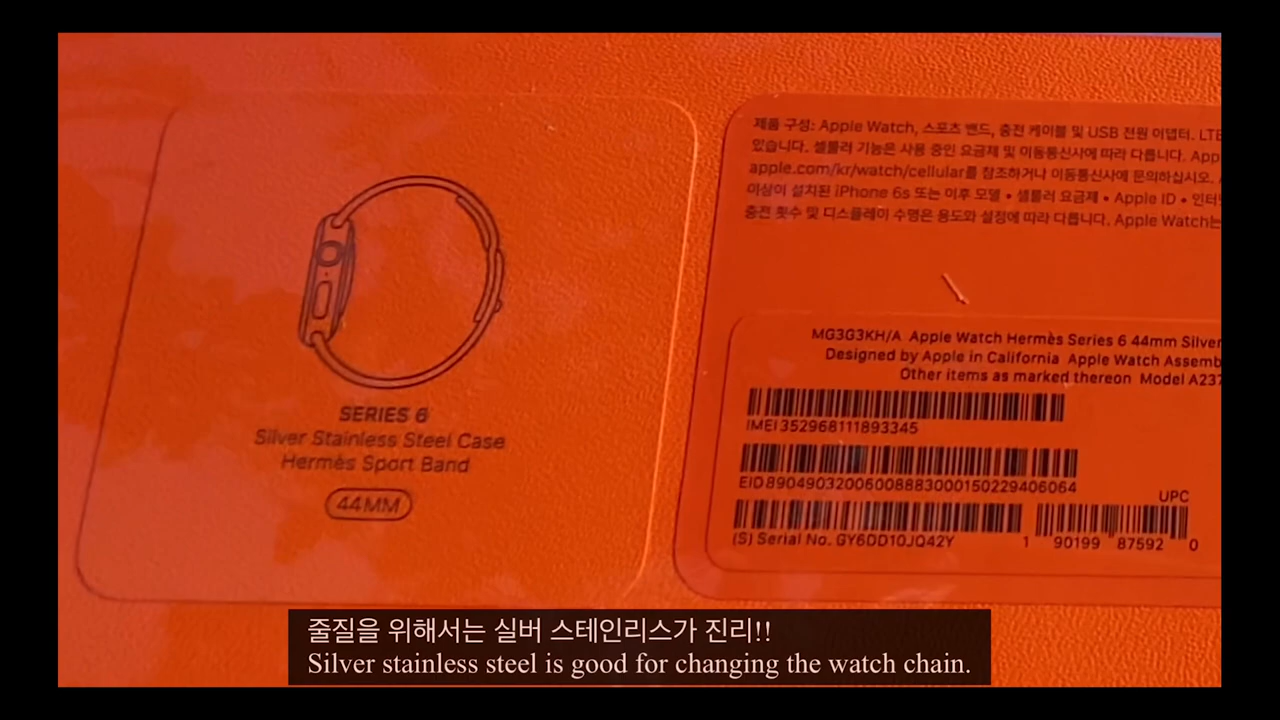 SERIES 6
Silver Stainless Steel Case
Hermès Sport Band
44MM
제품 구성: Apple Watch, 스포츠 밴드, 충전 케이블 및 USB 전원 어댑터. LTE
있습니다. 셀룰러 기능은 사용 중인 요금제 및 이동통신사에 따라 다릅니다. App
apple.com/kr/watch/cellular를 참조하거나 이동통신사에 문의하십시오.
이상이 설치된 iPhone 6s 또는 이후 모델 • 셀룰러 요금제 • Apple ID • 인터
충전 횟수 및 디스플레이 수명은 용도와 설정에 따라 다릅니다. Apple Watch는
MG3G3KH/A Apple Watch Hermès Series 6 44mm Silver
Designed by Apple in California Apple Watch Assemb
Other items as marked thereon Model A237
IMEI 352968111893345
EID 89049032006008883000150229406064
UPC
(S) Serial No. GY6DD10JQ42Y
1 90199 87592 0
줄질을 위해서는 실버 스테인리스가 진리!!
Silver stainless steel is good for changing the watch chain.